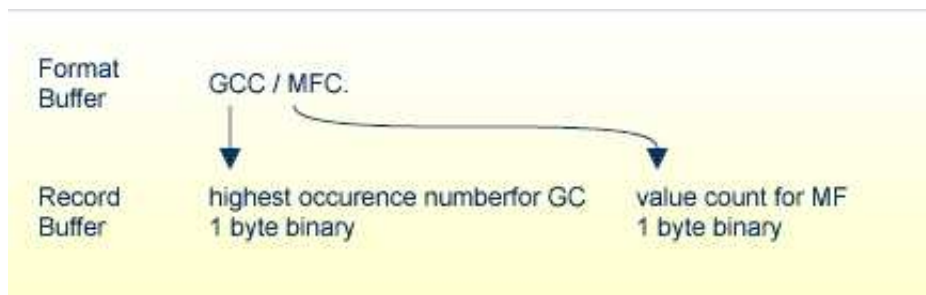 Format
Buffer
GCC / MFC.
Record
Buffer
highest occurence numberfor GC
1 byte binary
value count for MF
1 byte binary